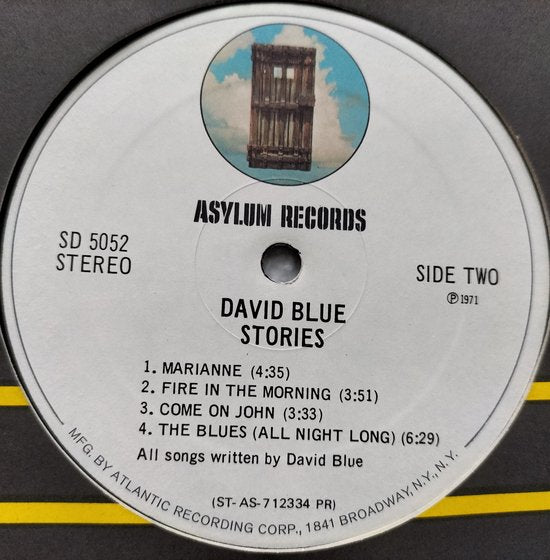 ASYLUM RECORDS
SD 5052
STEREO
SIDE TWO
℗ 1971
DAVID BLUE
STORIES
1. MARIANNE (4:35)
2. FIRE IN THE MORNING (3:51)
3. COME ON JOHN (3:33)
4. THE BLUES (ALL NIGHT LONG) (6:29)
All songs written by David Blue
(ST- AS-712334 PR)
MFG. BY ATLANTIC RECORDING CORP., 1841 BROADWAY, N.Y., N.Y.